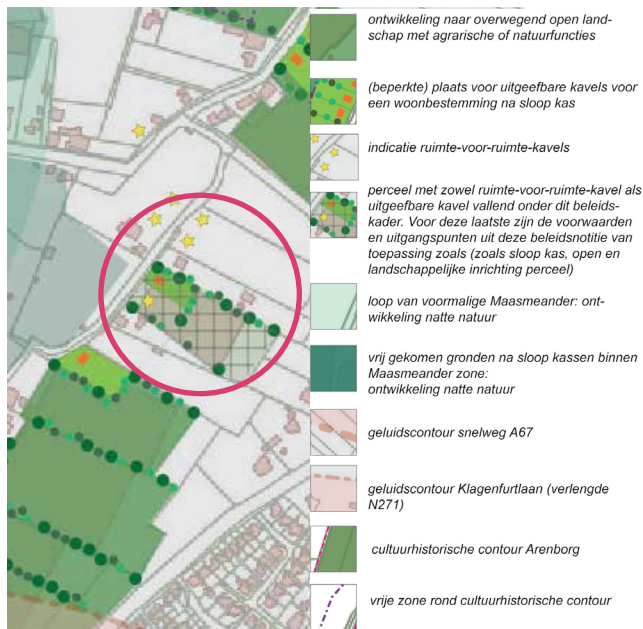 ontwikkeling naar overwegend open land-
schap met agrarische of natuurfuncties
(beperkte) plaats voor uitgeefbare kavels voor
een woonbestemming na sloop kas
indicatie ruimte-voor-ruimte-kavels
perceel met zowel ruimte-voor-ruimte-kavel als
uitgeefbare kavel vallend onder dit beleids-
kader. Voor deze laatste zijn de voorwaarden
en uitgangspunten uit deze beleidsnotitie van
toepassing zoals (zoals sloop kas, open en
landschappelijke inrichting perceel)
loop van voormalige Maasmeander: ont-
wikkeling natte natuur
vrij gekomen gronden na sloop kassen binnen
Maasmeander zone:
ontwikkeling natte natuur
geluidscontour snelweg A67
geluidscontour Klagenfurtlaan (verlengde
N271)
cultuurhistorische contour Arenborg
vrije zone rond cultuurhistorische contour